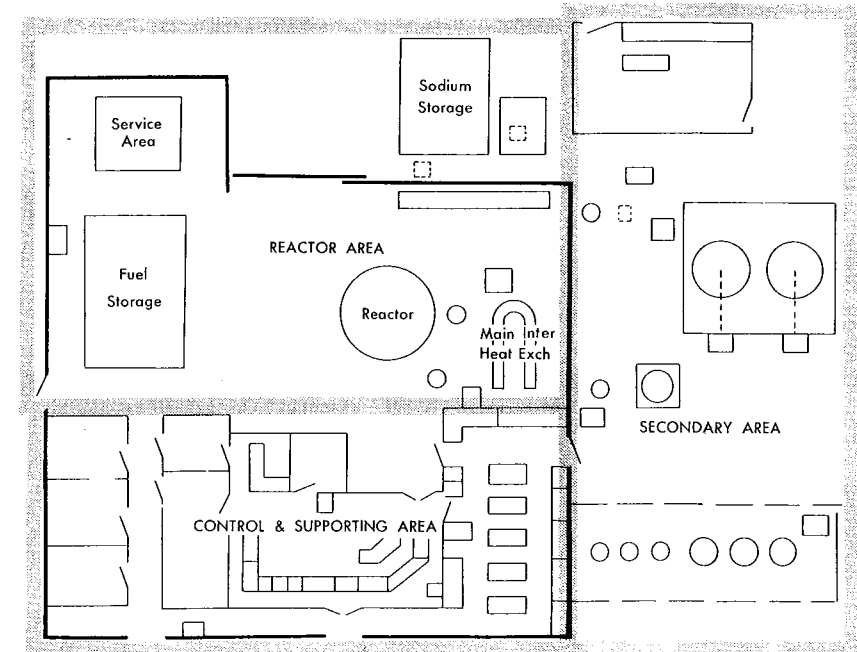 Sodium
Storage
Service
Area
REACTOR AREA
Fuel
Storage
Reactor
Main Inter
Heat Exch
SECONDARY AREA
CONTROL & SUPPORTING AREA